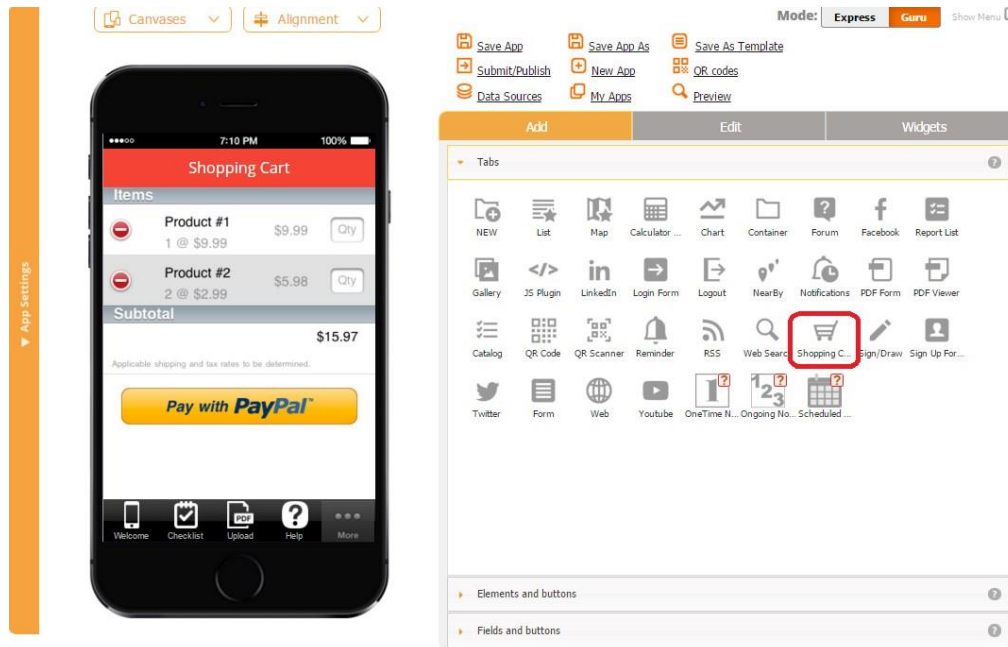 Canvases
Alignment
Mode: Express Guru Show Menu
Save App Save App As Save As Template
Submit/Publish New App QR codes
Data Sources My Apps Preview
Add Edit Widgets
Tabs ?
NEW List Map Calculator ... Chart Container Forum Facebook Report List
Gallery JS Plugin LinkedIn Login Form Logout NearBy Notifications PDF Form PDF Viewer
Catalog QR Code QR Scanner Reminder RSS Web Searc Shopping C... Sign/Draw Sign Up For...
Twitter Form Web Youtube OneTime N... Ongoing No... Scheduled ...
Elements and buttons ?
Fields and buttons ?
App Settings
7:10 PM 100%
Shopping Cart
Items
Product #1
1 @ $9.99 $9.99 Qty
Product #2
2 @ $2.99 $5.98 Qty
Subtotal
$15.97
Applicable shipping and tax rates to be determined.
Pay with PayPal™
PDF ?
Welcome Checklist Upload Help More